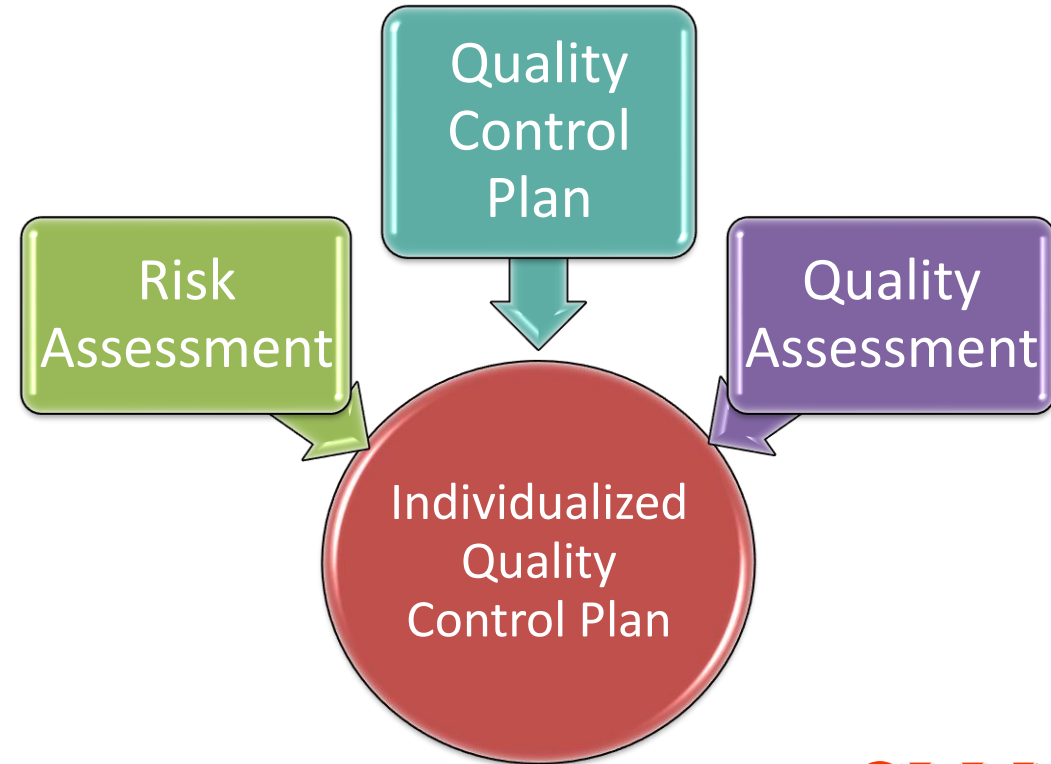 Quality
Control
Plan
Risk
Assessment
Quality
Assessment
Individualized
Quality
Control Plan